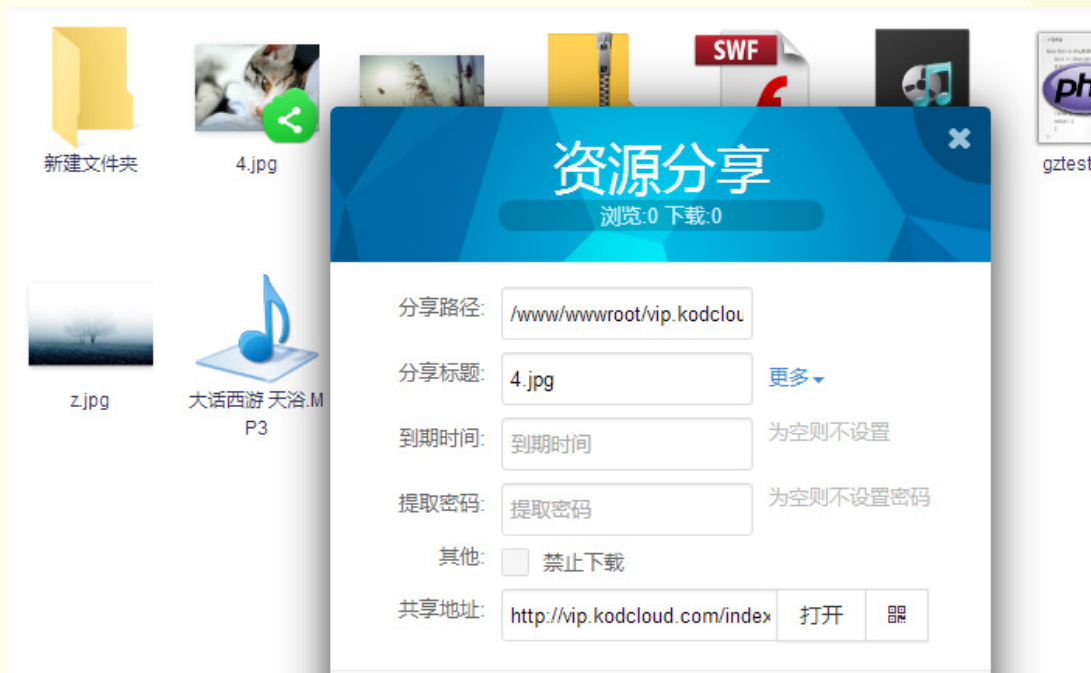 SWF
php
新建文件夹
4.jpg
gztest
资源分享
浏览:0 下载:0
z.jpg
大话西游 天浴.M
P3
分享路径:
/www/wwwroot/vip.kodclou
分享标题:
4.jpg
更多
到期时间:
到期时间
为空则不设置
提取密码:
提取密码
为空则不设置密码
其他:
禁止下载
共享地址:
http://vip.kodcloud.com/index
打开